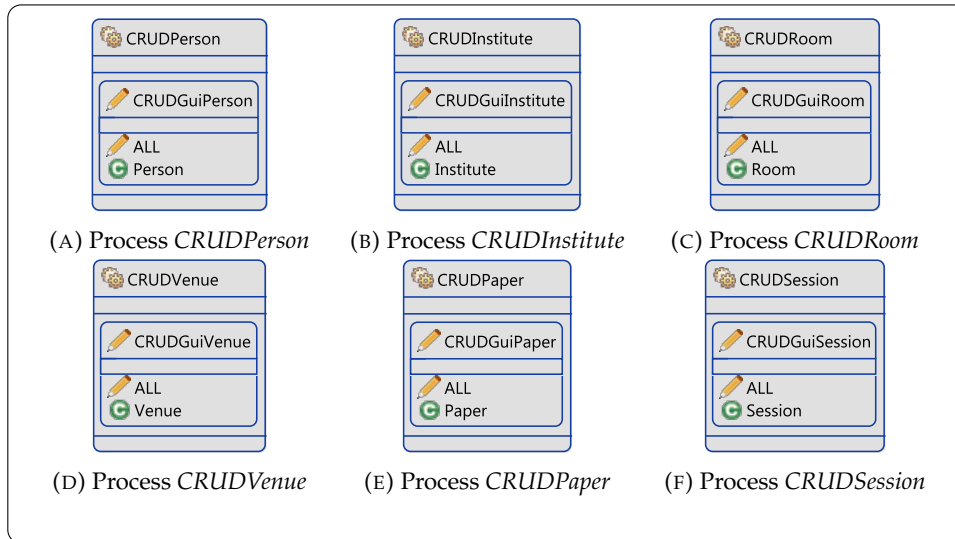 CRUDPerson
CRUDGuiPerson
ALL
C Person
(A) Process CRUDPerson
CRUDInstitute
CRUDGuiInstitute
ALL
C Institute
(B) Process CRUDInstitute
CRUDRoom
CRUDGuiRoom
ALL
C Room
(C) Process CRUDRoom
CRUDVenue
CRUDGuiVenue
ALL
C Venue
(D) Process CRUDVenue
CRUDPaper
CRUDGuiPaper
ALL
C Paper
(E) Process CRUDPaper
CRUDSession
CRUDGuiSession
ALL
C Session
(F) Process CRUDSession